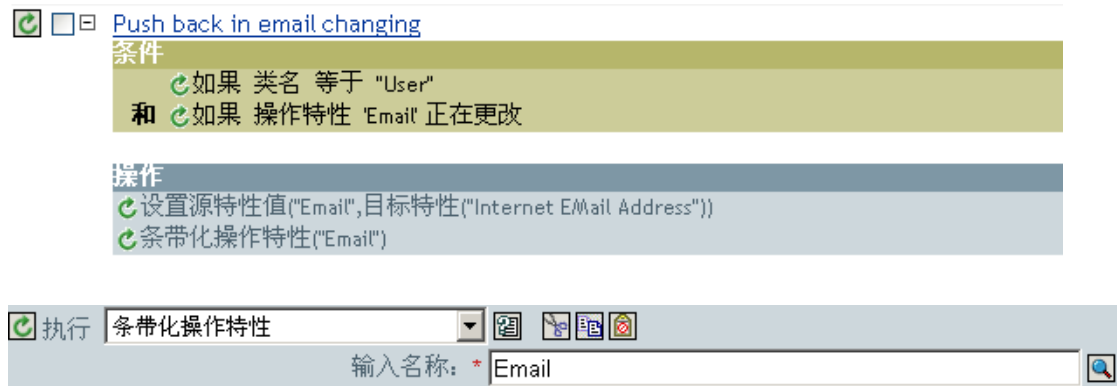 Push back in email changing
条件
如果 类名 等于 "User"
和 如果 操作特性 'Email' 正在更改
操作
设置源特性值("Email",目标特性("Internet EMail Address"))
条带化操作特性("Email")
执行 条带化操作特性
输入名称: * Email